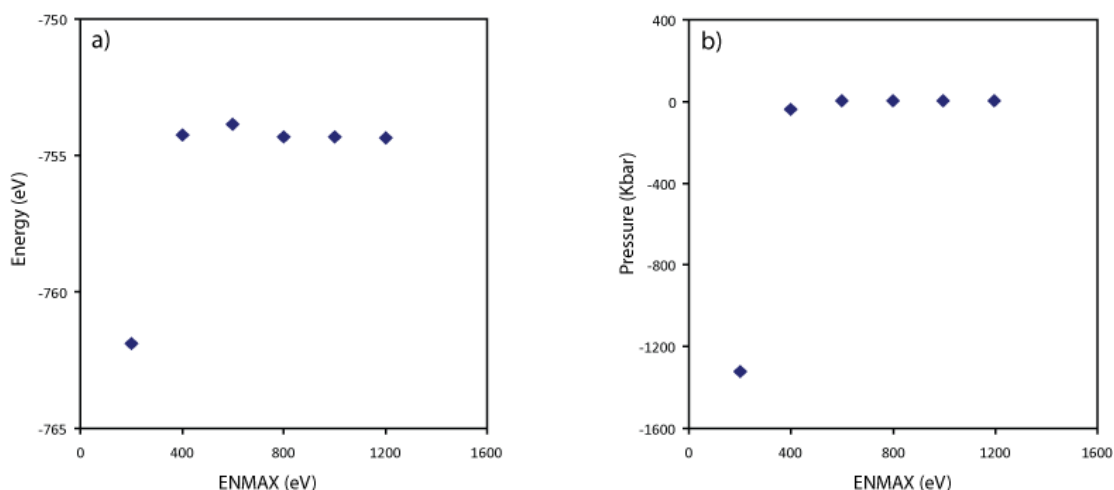 a)
-750
-755
-760
-765
Energy (eV)
0 400 800 1200 1600
ENMAX (eV)
b)
400
0
-400
-800
-1200
-1600
Pressure (Kbar)
0 400 800 1200 1600
ENMAX (eV)